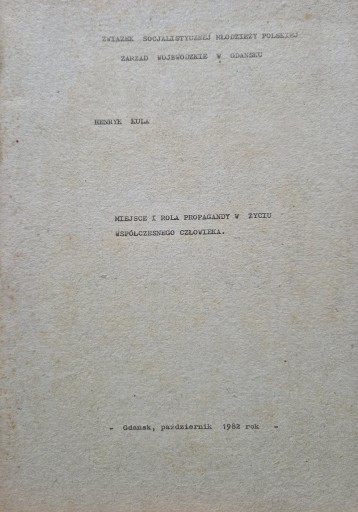 ZWIĄZEK SOCJALISTYCZNEJ MŁODZIEŻY POLSKIEJ
ZARZĄD WOJEWÓDZKI W GDAŃSKU
HENRYK KULA
MIEJSCE I ROLA PROPAGANDY W ŻYCIU
WSPÓŁCZESNEGO CZŁOWIEKA.
- Gdańsk, październik 1982 rok -